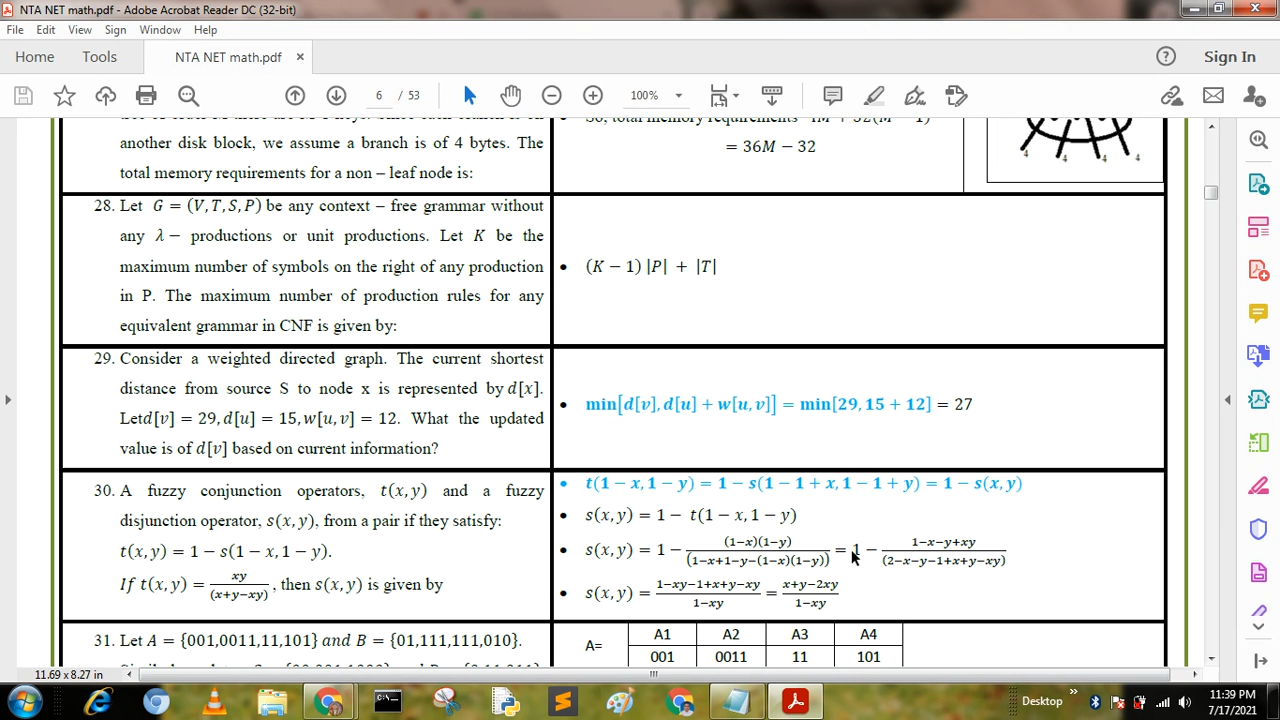 NTA NET math.pdf - Adobe Acrobat Reader DC (32-bit)
File Edit View Sign Window Help
Home Tools NTA NET math.pdf × Sign In
6 / 53 100%
another disk block, we assume a branch is of 4 bytes. The
total memory requirements for a non – leaf node is:
= 36M − 32
4 4 4 4
28. Let G = (V, T, S, P) be any context – free grammar without
any λ − productions or unit productions. Let K be the
maximum number of symbols on the right of any production
in P. The maximum number of production rules for any
equivalent grammar in CNF is given by:
• (K − 1) |P| + |T|
29. Consider a weighted directed graph. The current shortest
distance from source S to node x is represented by d[x].
Letd[v] = 29, d[u] = 15, w[u, v] = 12. What the updated
value is of d[v] based on current information?
• min[d[v], d[u] + w[u, v]] = min[29, 15 + 12] = 27
30. A fuzzy conjunction operators, t(x, y) and a fuzzy
disjunction operator, s(x, y), from a pair if they satisfy:
t(x, y) = 1 − s(1 − x, 1 − y).
If t(x, y) = xy/(x+y−xy), then s(x, y) is given by
• t(1 − x, 1 − y) = 1 − s(1 − 1 + x, 1 − 1 + y) = 1 − s(x, y)
• s(x, y) = 1 − t(1 − x, 1 − y)
• s(x, y) = 1 − (1−x)(1−y)/(1−x+1−y−(1−x)(1−y)) = 1 − 1−x−y+xy/(2−x−y−1+x+y−xy)
• s(x, y) = 1−xy−1+x+y−xy/1−xy = x+y−2xy/1−xy
31. Let A = {001,0011,11,101} and B = {01,111,111,010}.
A= A1 A2 A3 A4
001 0011 11 101
11.69 x 8.27 in
Desktop » 11:39 PM
7/17/2021